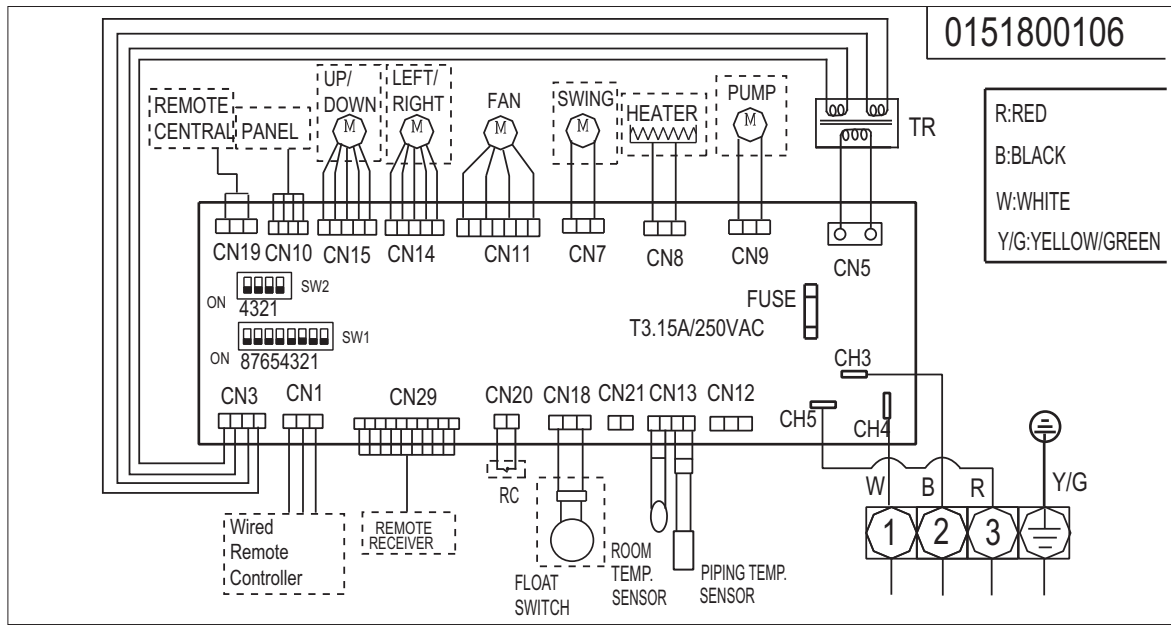 0151800106
R:RED
B:BLACK
W:WHITE
Y/G:YELLOW/GREEN
REMOTE
CENTRAL
PANEL
UP/
DOWN
M
LEFT/
RIGHT
M
FAN
M
SWING
M
HEATER
PUMP
M
TR
CN19
CN10
CN15
CN14
CN11
CN7
CN8
CN9
CN5
ON
4321
SW2
ON
87654321
SW1
FUSE
T3.15A/250VAC
CH3
CH5
CH4
CN3
CN1
CN29
CN20
CN18
CN21
CN13
CN12
W
B
R
Y/G
1
2
3
Wired
Remote
Controller
REMOTE
RECEIVER
RC
FLOAT
SWITCH
ROOM
TEMP.
SENSOR
PIPING TEMP.
SENSOR